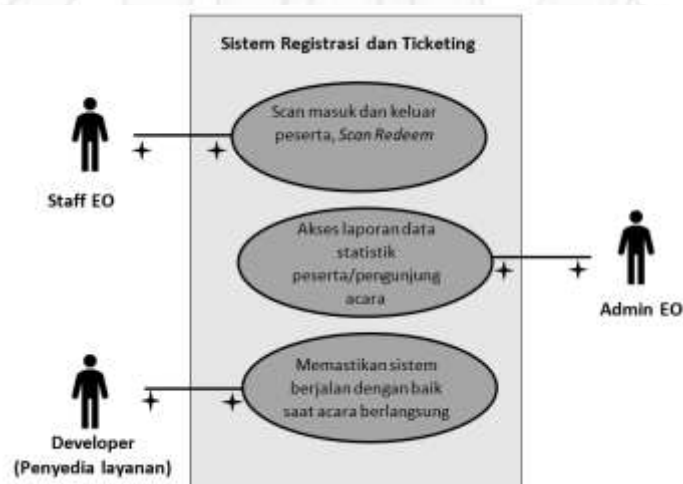 Sistem Registrasi dan Ticketing
Scan masuk dan keluar
peserta, Scan Redeem
Staff EO
Akses laporan data
statistik
peserta/pengunjung
acara
Admin EO
Memastikan sistem
berjalan dengan baik
saat acara berlangsung
Developer
(Penyedia layanan)